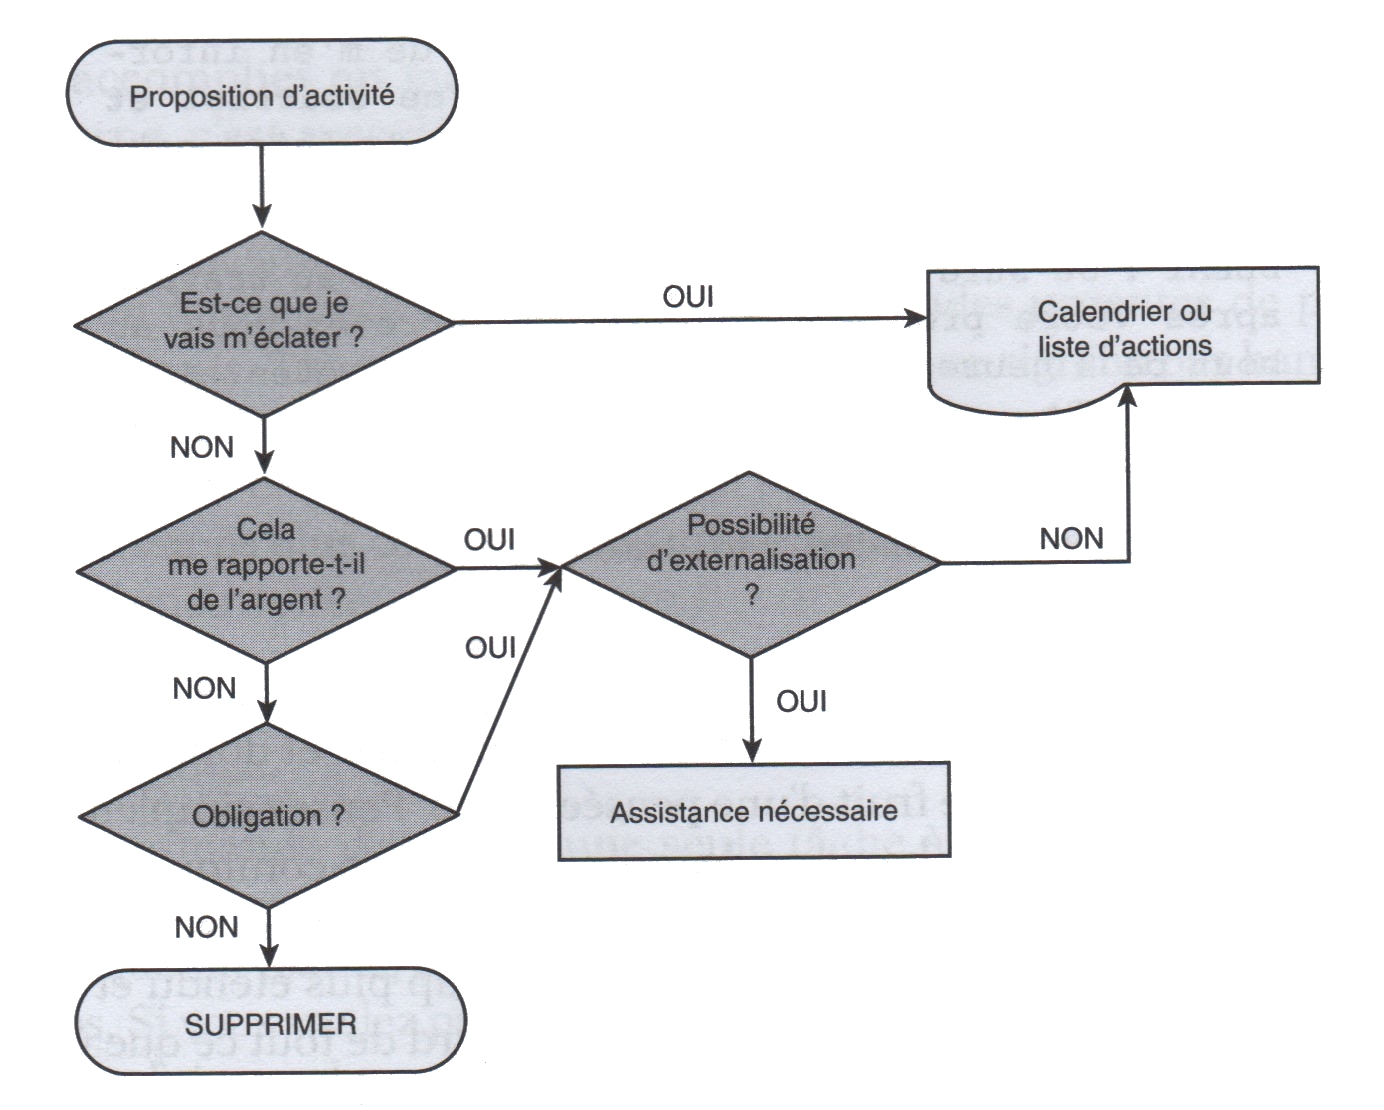 Proposition d'activité
Est-ce que je
vais m'éclater ?
OUI
Calendrier ou
liste d'actions
NON
Cela
me rapporte-t-il
de l'argent ?
OUI
Possibilité
d'externalisation
?
NON
OUI
NON
OUI
Obligation ?
Assistance nécessaire
NON
SUPPRIMER